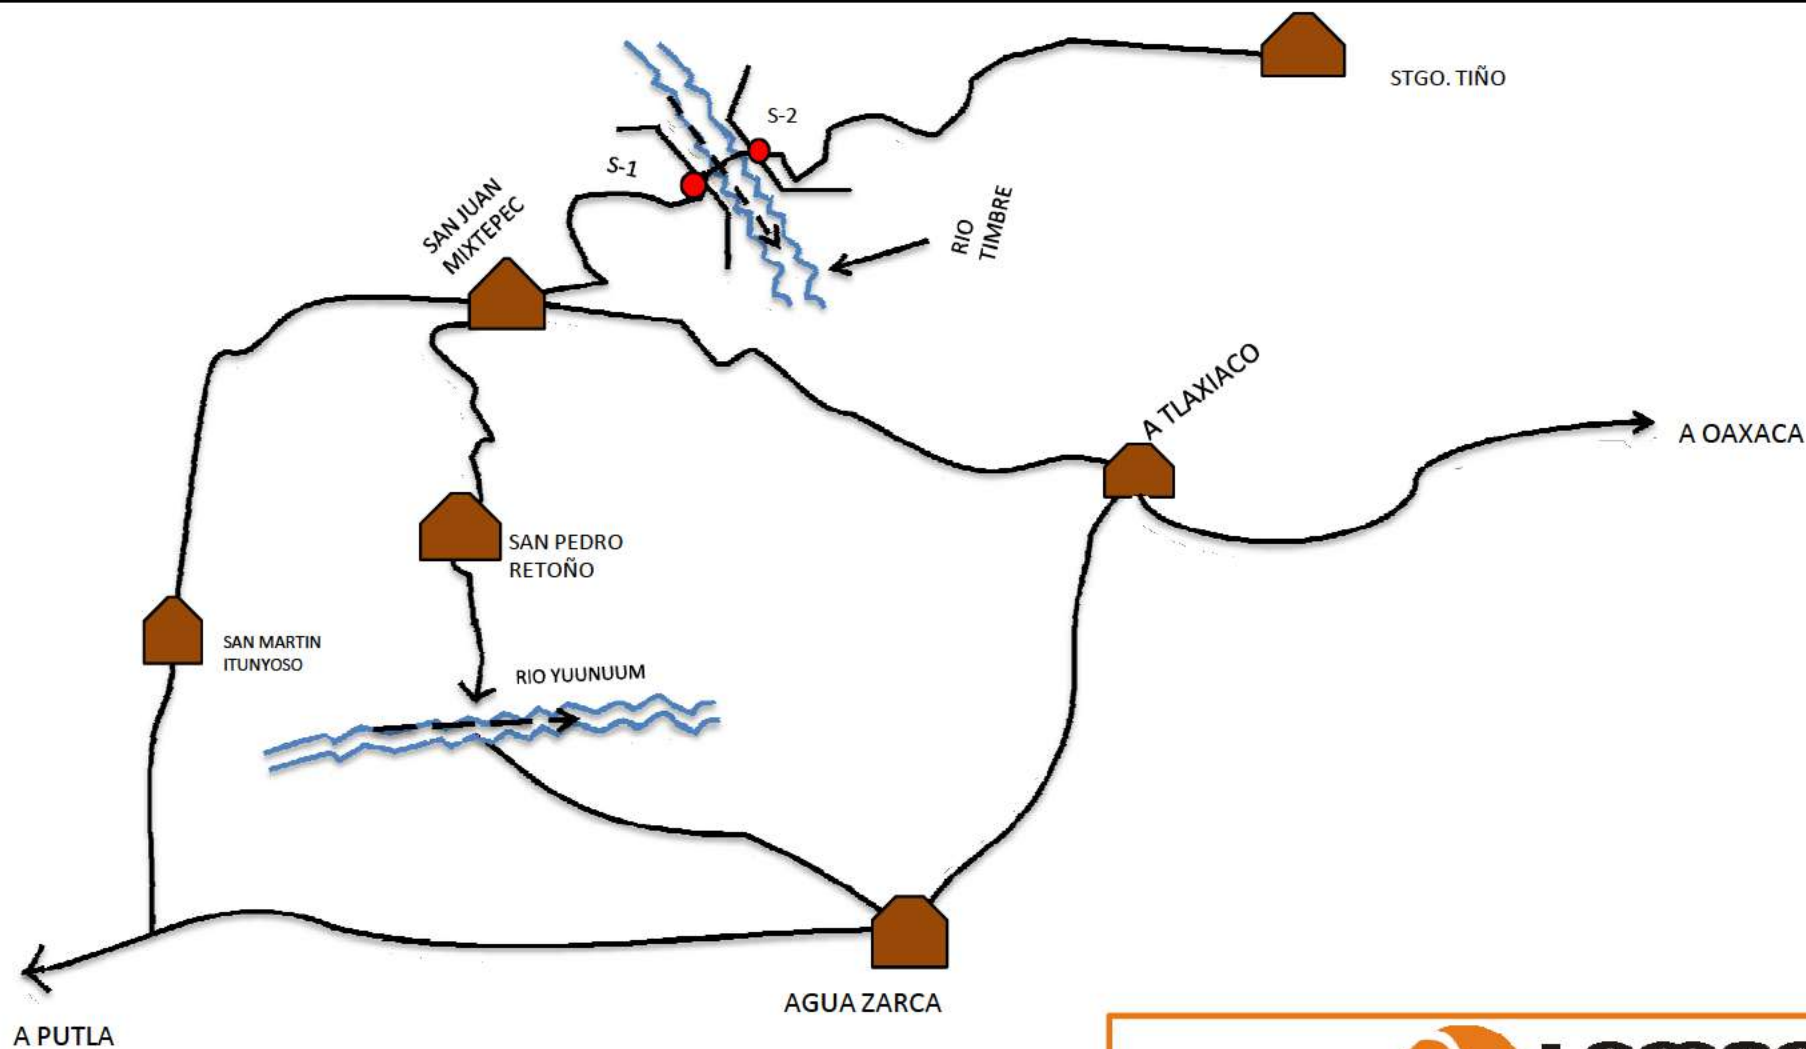 STGO. TIÑO
S-2
S-1
SAN JUAN
MIXTEPEC
RIO
TIMBRE
A TLAXIACO
A OAXACA
SAN PEDRO
RETOÑO
SAN MARTIN
ITUNYOSO
RIO YUUNUUM
AGUA ZARCA
A PUTLA